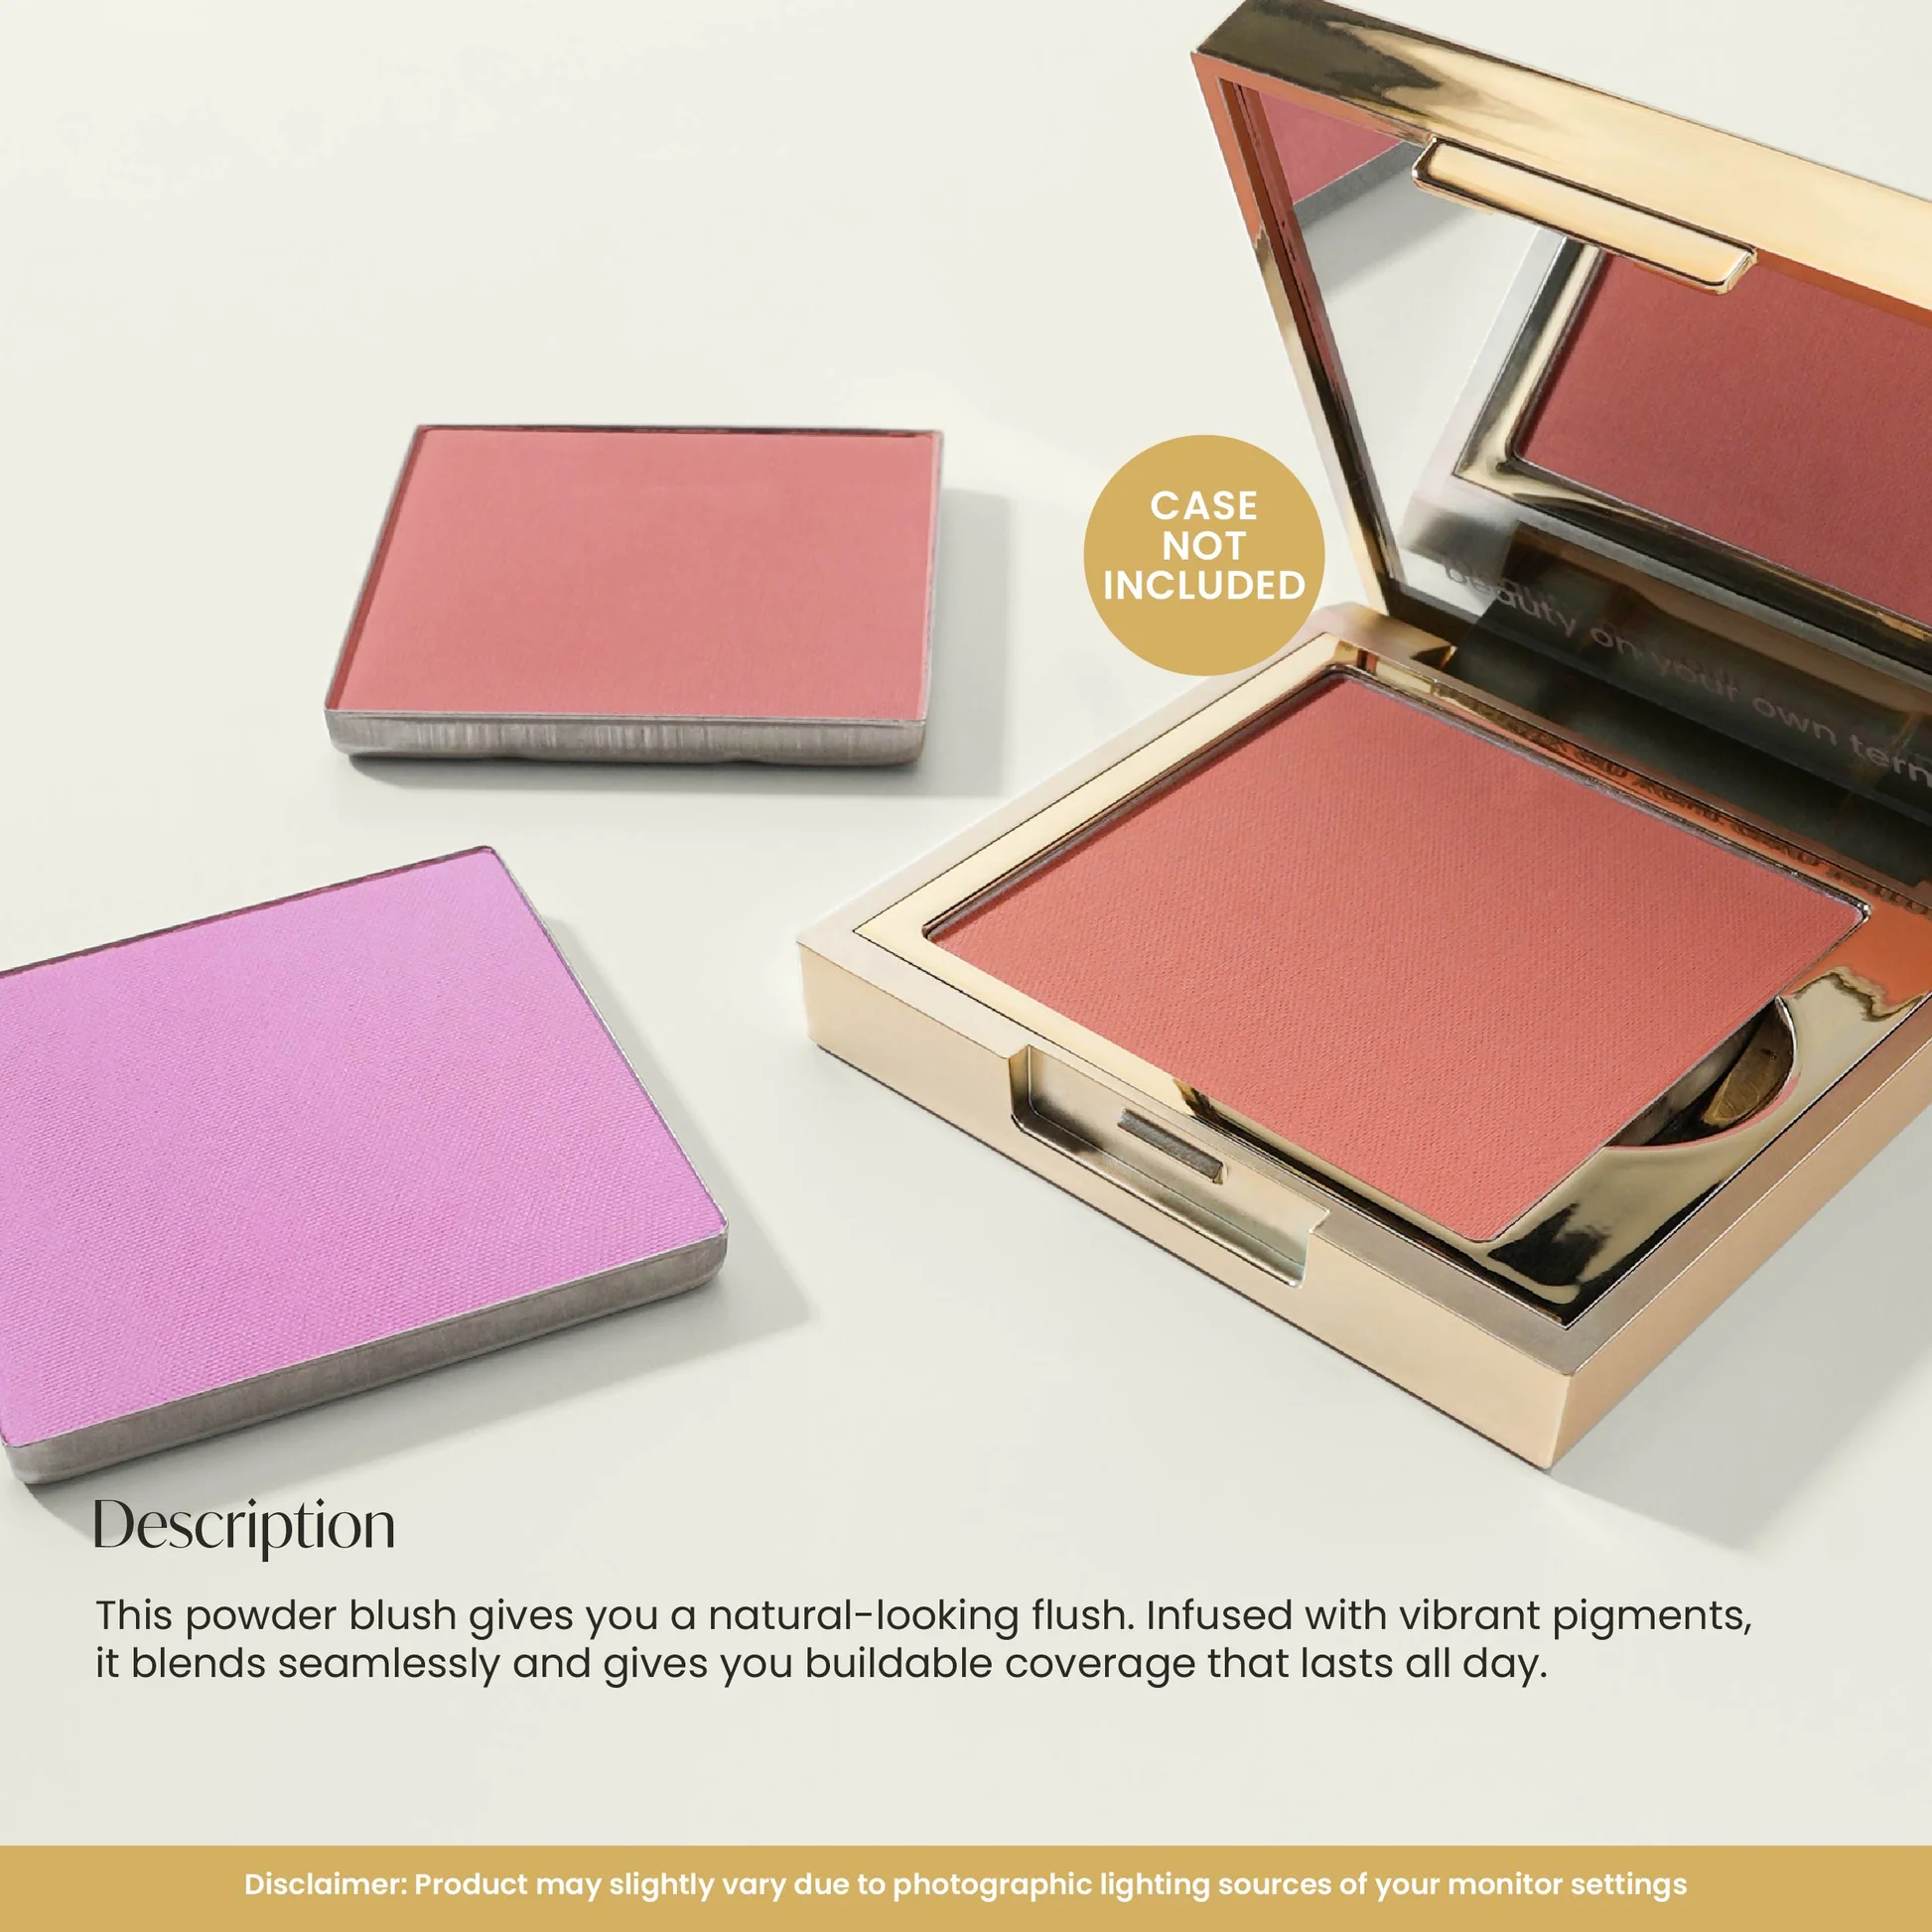 CASE
NOT
INCLUDED
beauty on your own
Description
This powder blush gives you a natural-looking flush. Infused with vibrant pigments,
it blends seamlessly and gives you buildable coverage that lasts all day.
Disclaimer: Product may slightly vary due to photographic lighting sources of your monitor settings